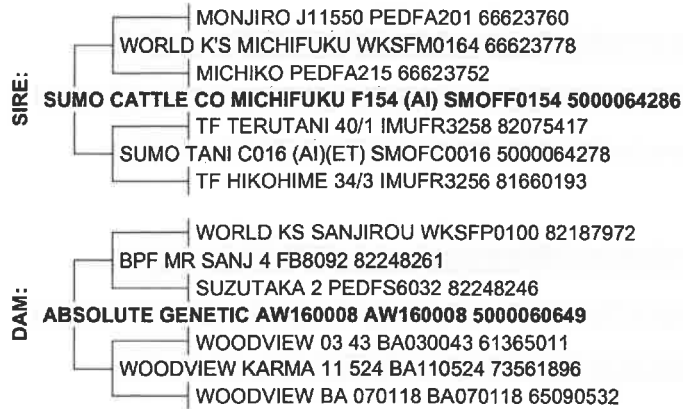 MONJIRO J11550 PEDFA201 66623760
WORLD K'S MICHIFUKU WKSFM0164 66623778
MICHIKO PEDFA215 66623752
SIRE:
SUMO CATTLE CO MICHIFUKU F154 (AI) SMOFF0154 5000064286
TF TERUTANI 40/1 IMUFR3258 82075417
SUMO TANI C016 (AI)(ET) SMOFC0016 5000064278
TF HIKOHIME 34/3 IMUFR3256 81660193
WORLD KS SANJIROU WKSFP0100 82187972
BPF MR SANJ 4 FB8092 82248261
SUZUTAKA 2 PEDFS6032 82248246
DAM:
ABSOLUTE GENETIC AW160008 AW160008 5000060649
WOODVIEW 03 43 BA030043 61365011
WOODVIEW KARMA 11 524 BA110524 73561896
WOODVIEW BA 070118 BA070118 65090532